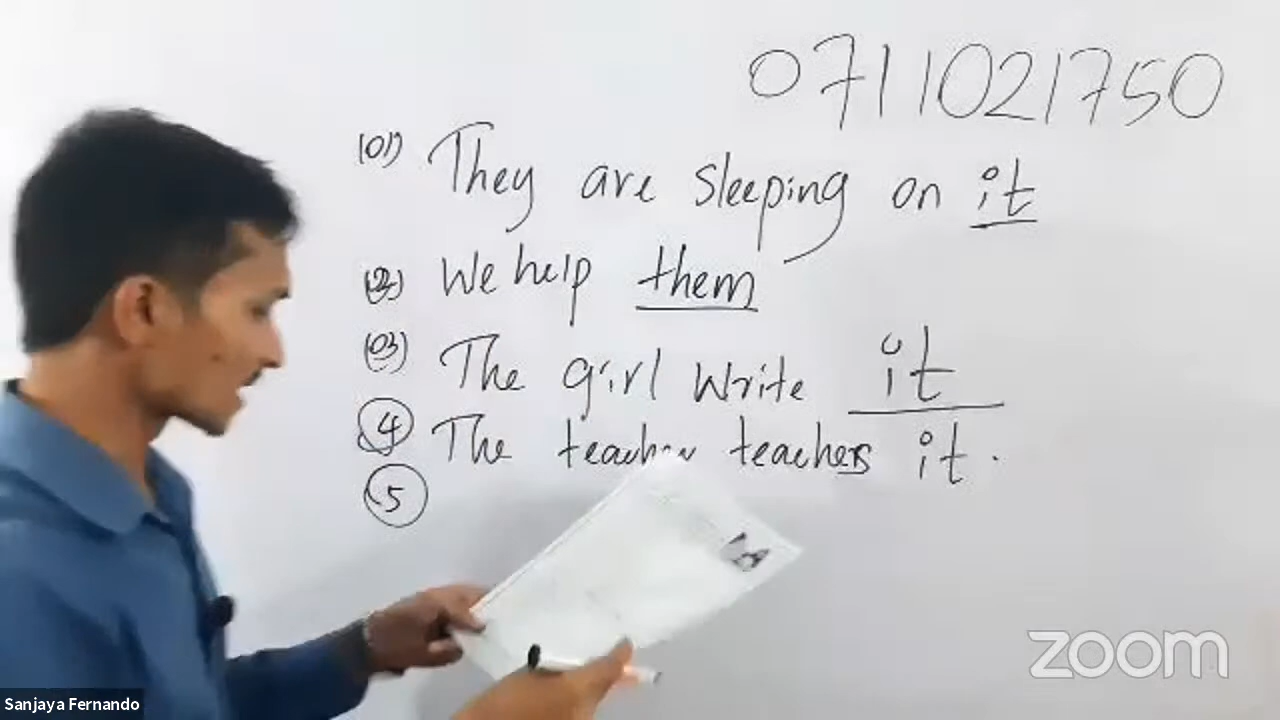 0711021750
(01) They are sleeping on it
(2) We help them
(03) The girl write it
4 The teacher teachers it.
5
zoom
Sanjaya Fernando